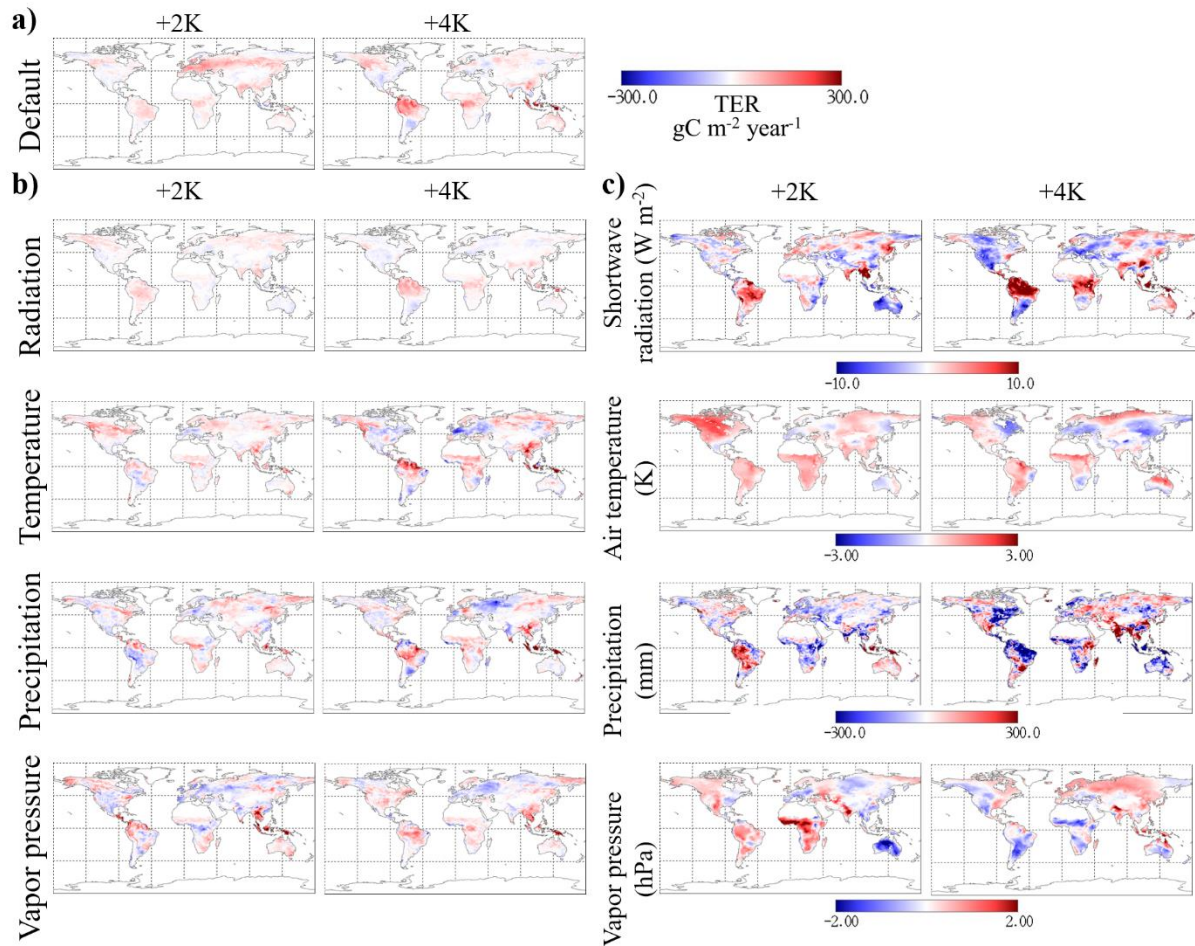 a)
+2K
+4K
Default
-300.0
300.0
TER
gC m-2 year-1
b)
+2K
+4K
c)
+2K
+4K
Radiation
Shortwave
radiation (W m-2)
-10.0
10.0
Temperature
Air temperature
(K)
-3.00
3.00
Precipitation
Precipitation
(mm)
-300.0
300.0
Vapor pressure
Vapor pressure
(hPa)
-2.00
2.00